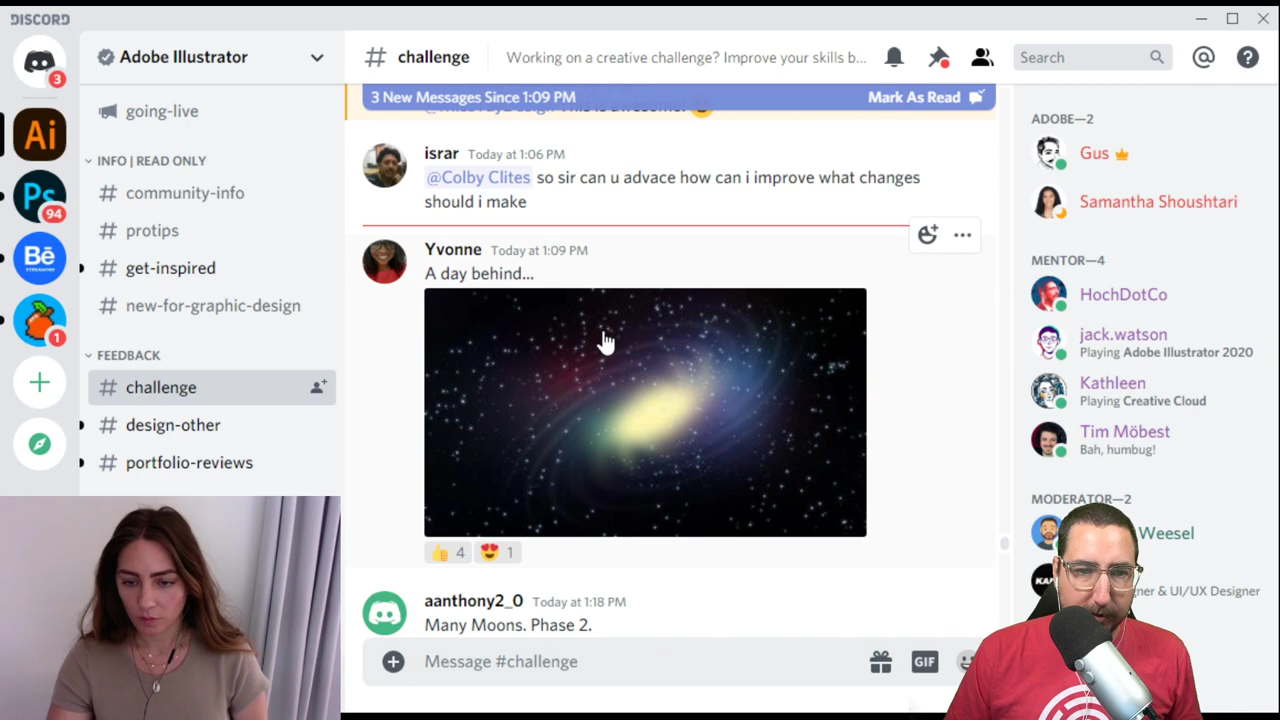 DISCORD
3
Adobe Illustrator
challenge
Working on a creative challenge? Improve your skills b...
Search
going-live
3 New Messages Since 1:09 PM
Mark As Read
Ai
INFO | READ ONLY
community-info
Ps
94
protips
Bē
get-inspired
new-for-graphic-design
1
FEEDBACK
challenge
design-other
portfolio-reviews
israr Today at 1:06 PM
@Colby Clites so sir can u advace how can i improve what changes
should i make
Yvonne Today at 1:09 PM
A day behind...
4
1
aanthony2_0 Today at 1:18 PM
Many Moons. Phase 2.
Message #challenge
GIF
ADOBE—2
Gus
Samantha Shoushtari
MENTOR—4
HochDotCo
jack.watson
Playing Adobe Illustrator 2020
Kathleen
Playing Creative Cloud
Tim Möbest
Bah, humbug!
MODERATOR—2
Weesel
& UI/UX Designer